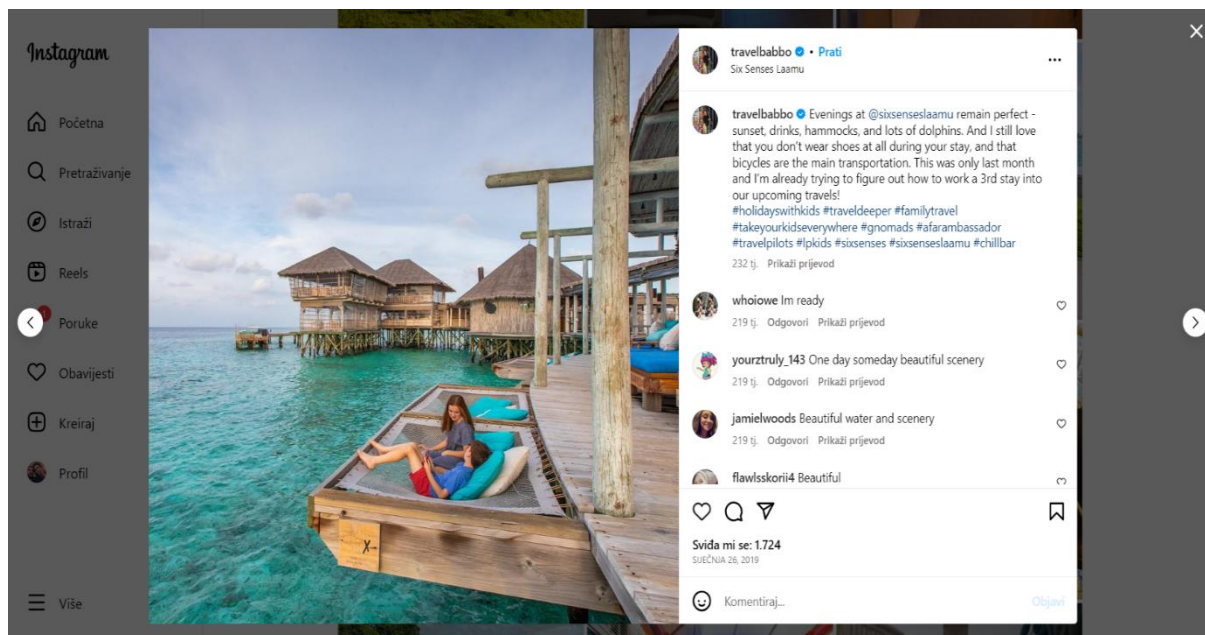 Instagram
Početna
Pretraživanje
Istraži
Reels
Poruke
Obavijesti
Kreiraj
Profil
Više
travelbabbo • Prati
Six Senses Laamu
travelbabbo Evenings at @sixsenseslaamu remain perfect -
sunset, drinks, hammocks, and lots of dolphins. And I still love
that you don't wear shoes at all during your stay, and that
bicycles are the main transportation. This was only last month
and I'm already trying to figure out how to work a 3rd stay into
our upcoming travels!
#holidayswithkids #traveldeeper #familytravel
#takeyourkidseverywhere #gnomads #afarambassador
#travelpilots #lpkids #sixsenses #sixsenseslaamu #chillbar
232 tj. Prikaži prijevod
whoiowe Im ready
219 tj. Odgovori Prikaži prijevod
yourztruly_143 One day someday beautiful scenery
219 tj. Odgovori Prikaži prijevod
jamielwoods Beautiful water and scenery
219 tj. Odgovori Prikaži prijevod
flawlsskorii4 Beautiful
Sviđa mi se: 1.724
SIJEČNJA 26, 2019
Komentiraj...
Objavi